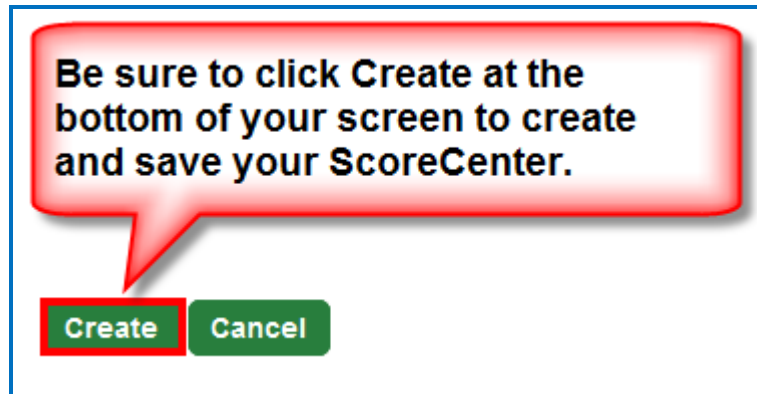 Be sure to click Create at the
bottom of your screen to create
and save your ScoreCenter.
Create Cancel